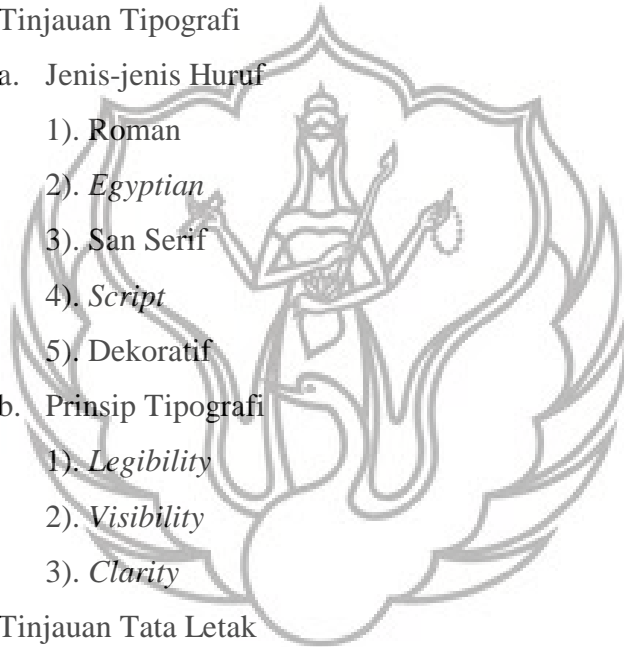 Tinjauan Tipografi
a. Jenis-jenis Huruf
1). Roman
2). Egyptian
3). San Serif
4). Script
5). Dekoratif
b. Prinsip Tipografi
1). Legibility
2). Visibility
3). Clarity
Tinjauan Tata Letak